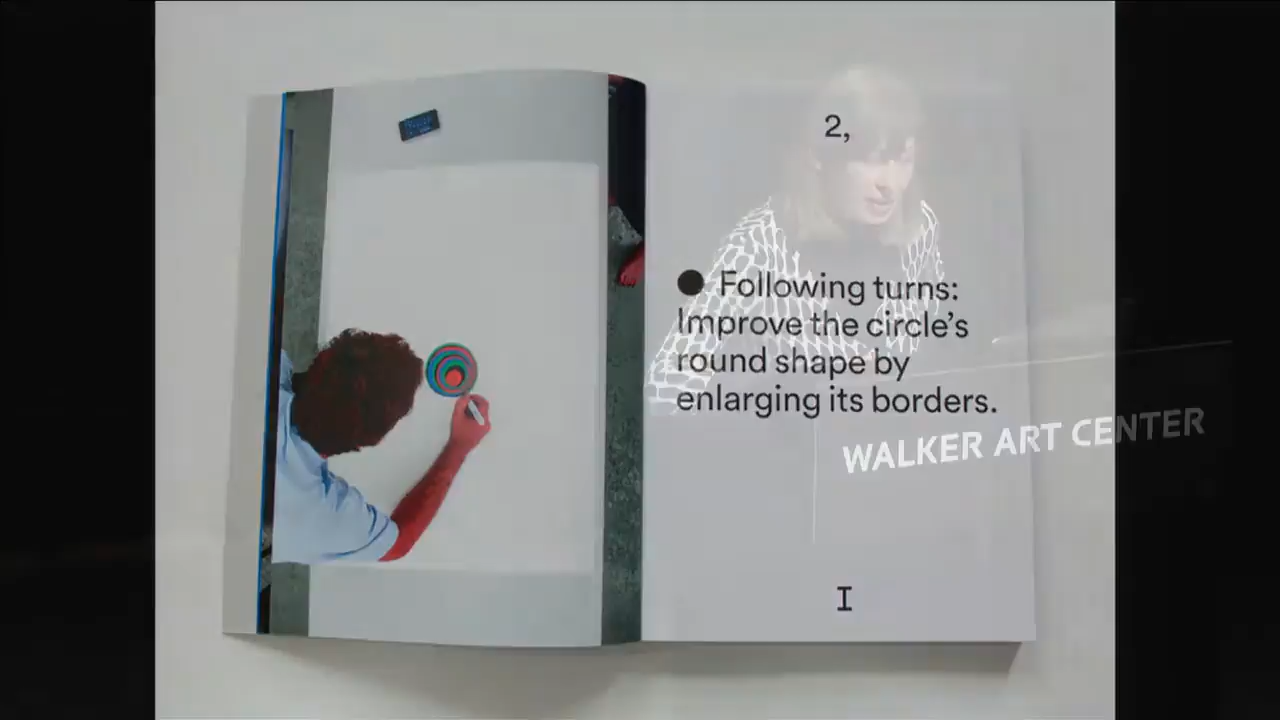 2,
● Following turns:
Improve the circle's
round shape by
enlarging its borders.
WALKER ART CENTER
I